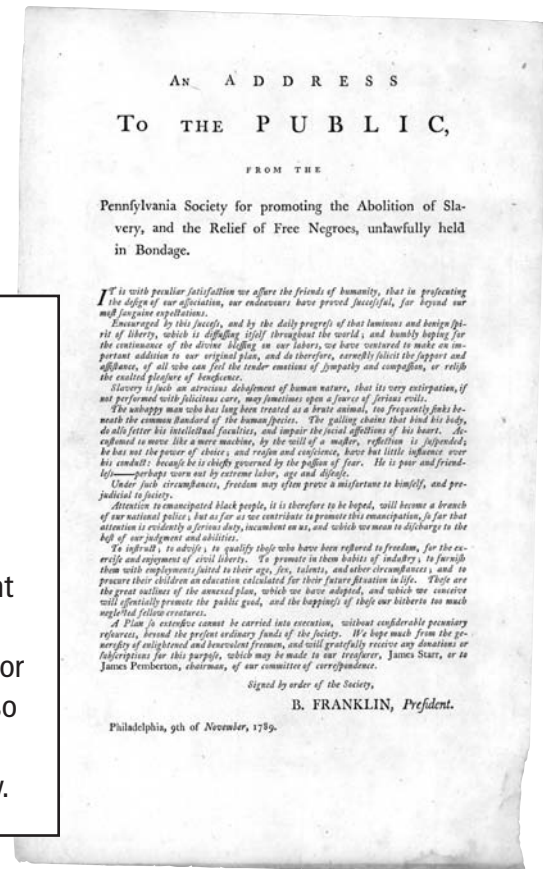 AN ADDRESS
TO THE PUBLIC,
FROM THE
Pennſylvania Society for promoting the Abolition of Sla-
very, and the Relief of Free Negroes, unlawfully held
in Bondage.
IT is with peculiar ſatisfaction we aſſure the friends of humanity, that in proſecuting
the deſign of our aſſociation, our endeavours have proved ſucceſsful, far beyond our
moſt ſanguine expectations.
Encouraged by this ſucceſs, and by the daily progreſs of that luminous and benign ſpi-
rit of liberty, which is diffuſing itſelf throughout the world; and humbly hoping for
the continuance of the divine bleſſing on our labors, we have ventured to make an im-
portant addition to our original plan, and do therefore, earneſtly ſolicit the ſupport and
aſſiſtance, of all who can feel the tender emotions of ſympathy and compaſſion, or reliſh
the exalted pleaſure of beneficence.
Slavery is ſuch an atrocious debaſement of human nature, that its very extirpation, if
not performed with ſolicitous care, may ſometimes open a ſource of ſerious evils.
The unhappy man who has long been treated as a brute animal, too frequently ſinks be-
neath the common ſtandard of the human ſpecies. The galling chains that bind his body,
do alſo fetter his intellectual faculties, and impair the ſocial affections of his heart. Ac-
cuſtomed to move like a mere machine, by the will of a maſter, reflection is ſuſpended;
he has not the power of choice; and reaſon and conſcience, have but little influence over
his conduct: becauſe he is chiefly governed by the paſſion of fear. He is poor and friend-
leſs——perhaps worn out by extreme labor, age and diſeaſe.
Under ſuch circumſtances, freedom may often prove a misfortune to himſelf, and pre-
judicial to ſociety.
Attention to emancipated black people, it is therefore to be hoped, will become a branch
of our national police; but as far as we contribute to promote this emancipation, ſo far that
attention is evidently a ſerious duty, incumbent on us, and which we mean to diſcharge to the
beſt of our judgment and abilities.
To inſtruct; to adviſe; to qualify thoſe who have been reſtored to freedom, for the ex-
erciſe and enjoyment of civil liberty. To promote in them habits of induſtry; to furniſh
them with employments ſuited to their age, ſex, talents, and other circumſtances; and to
procure their children an education calculated for their future ſituation in life. Theſe are
the great outlines of the annexed plan, which we have adopted, and which we conceive
will eſſentially promote the public good, and the happineſs of theſe our hitherto too much
neglected fellow creatures.
A Plan ſo extenſive cannot be carried into execution, without conſiderable pecuniary
reſources, beyond the preſent ordinary funds of the ſociety. We hope much from the ge-
neroſity of enlightened and benevolent freemen, and will gratefully receive any donations or
ſubſcriptions for this purpoſe, which may be made to our treaſurer, James Starr, or to
James Pemberton, chairman, of our committee of correſpondence.
Signed by order of the Society,
B. FRANKLIN, Preſident.
Philadelphia, 9th of November, 1789.